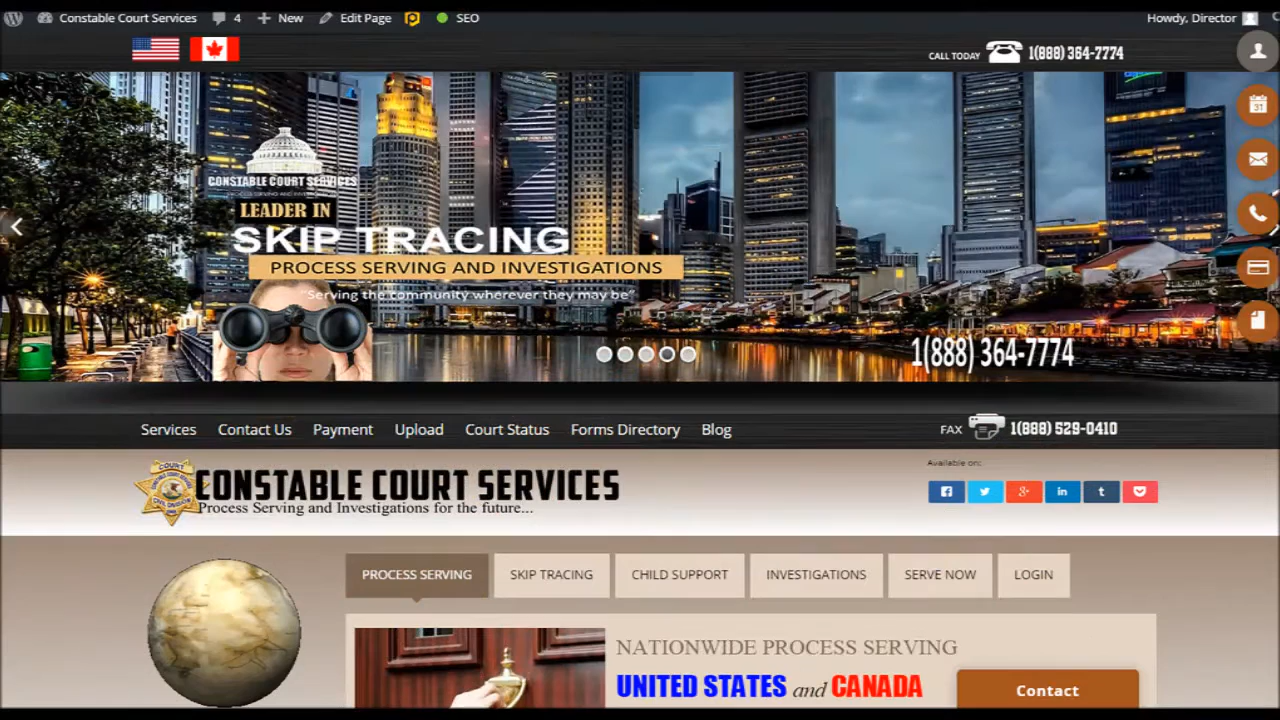 Constable Court Services 4 New Edit Page SEO Howdy, Director
CALL TODAY 1(888) 364-7774
31
CONSTABLE COURT SERVICES
LEADER IN
SKIP TRACING
PROCESS SERVING AND INVESTIGATIONS
"Serving the community wherever they may be"
1(888) 364-7774
Services Contact Us Payment Upload Court Status Forms Directory Blog FAX 1(888) 529-0410
Available on:
COURT
CONSTABLE COURT SERVICES
Process Serving and Investigations for the future...
PROCESS SERVING SKIP TRACING CHILD SUPPORT INVESTIGATIONS SERVE NOW LOGIN
NATIONWIDE PROCESS SERVING
UNITED STATES and CANADA
Contact